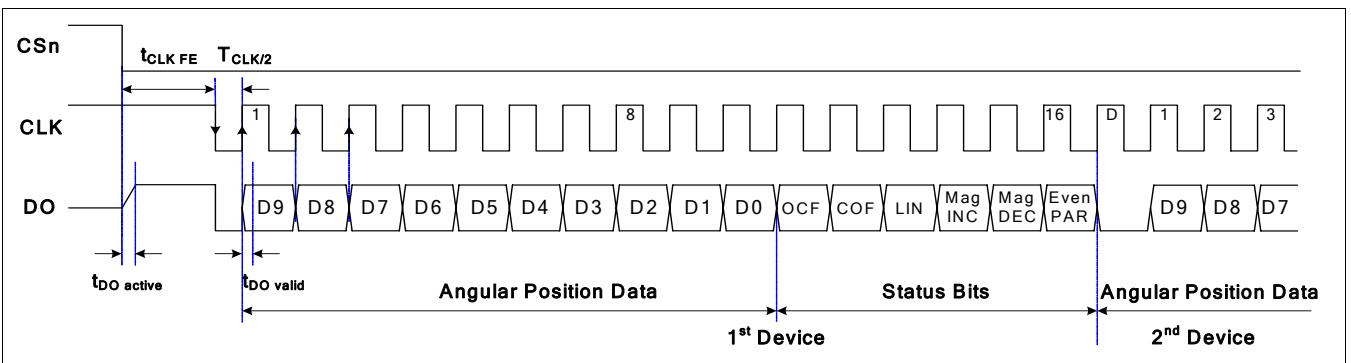 CSn
tCLK FE TCLK/2
CLK 1 8 16 D 1 2 3
DO D9 D8 D7 D6 D5 D4 D3 D2 D1 D0 OCF COF LIN Mag INC Mag DEC Even PAR D9 D8 D7
tDO active tDO valid
Angular Position Data Status Bits Angular Position Data
1st Device 2nd Device